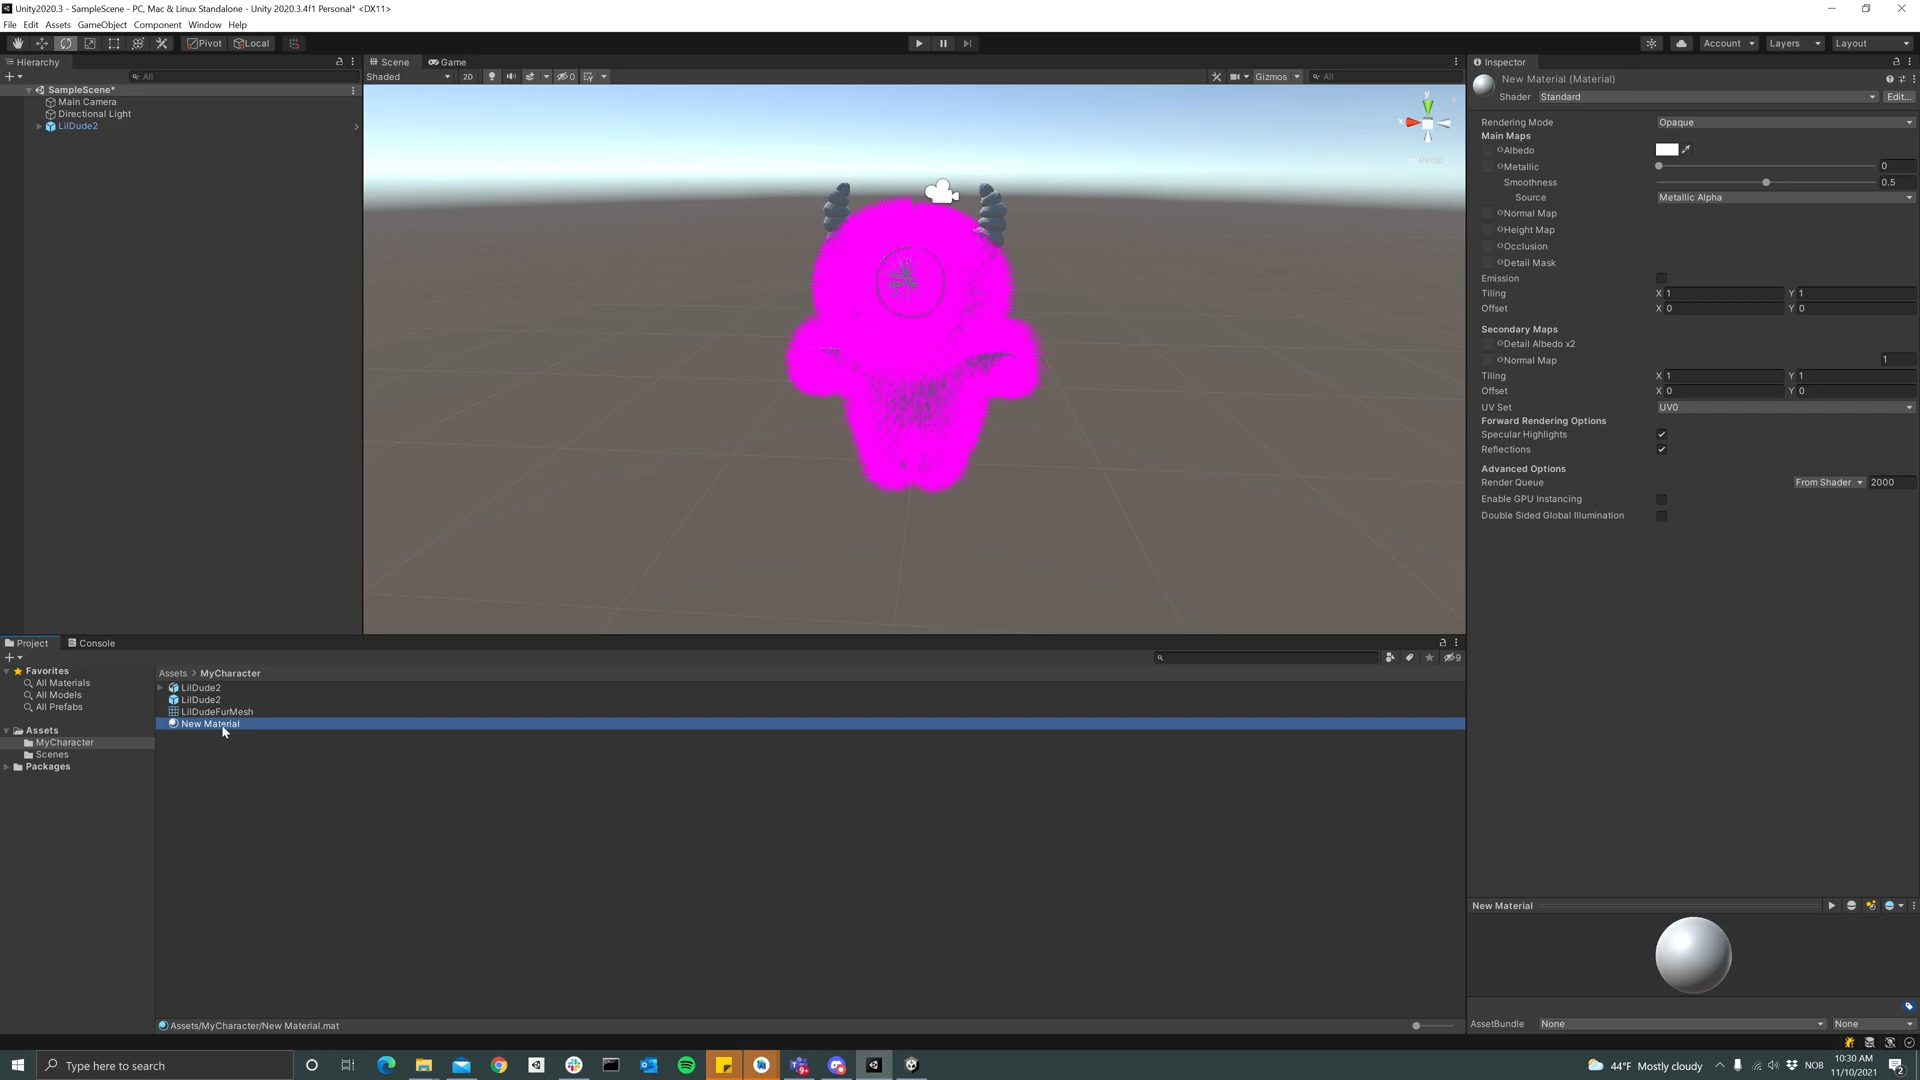 Unity2020.3 - SampleScene - PC, Mac & Linux Standalone - Unity 2020.3.4f1 Personal* <DX11>
File Edit Assets GameObject Component Window Help
Pivot Local Account Layers Layout
Hierarchy
All
SampleScene*
Main Camera
Directional Light
LilDude2
Scene Game
Shaded 2D 0 Gizmos All
y
x
Persp
Inspector
New Material (Material)
Shader Standard Edit...
Rendering Mode Opaque
Main Maps
Albedo
Metallic 0
Smoothness 0.5
Source Metallic Alpha
Normal Map
Height Map
Occlusion
Detail Mask
Emission
Tiling X 1 Y 1
Offset X 0 Y 0
Secondary Maps
Detail Albedo x2
Normal Map 1
Tiling X 1 Y 1
Offset X 0 Y 0
UV Set UV0
Forward Rendering Options
Specular Highlights
Reflections
Advanced Options
Render Queue From Shader 2000
Enable GPU Instancing
Double Sided Global Illumination
Project Console
9
Favorites
All Materials
All Models
All Prefabs
Assets
MyCharacter
Scenes
Packages
Assets > MyCharacter
LilDude2
LilDude2
LilDudeFurMesh
New Material
Assets/MyCharacter/New Material.mat
New Material
AssetBundle None None
Type here to search
9+
44°F Mostly cloudy NOB
10:30 AM
11/10/2021
2